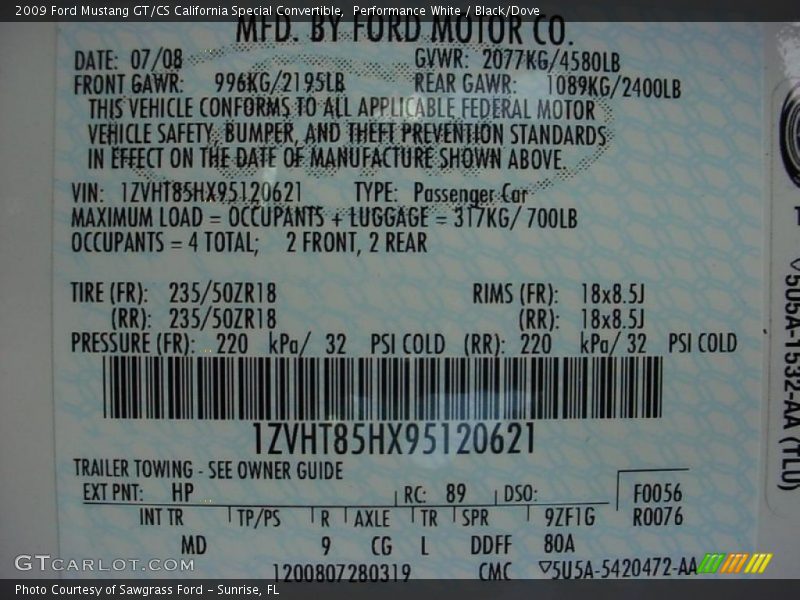 2009 Ford Mustang GT/CS California Special Convertible, Performance White / Black/Dove
MFD. BY FORD MOTOR CO.
DATE: 07/08 GVWR: 2077KG/4580LB
FRONT GAWR: 996KG/2195LB REAR GAWR: 1089KG/2400LB
THIS VEHICLE CONFORMS TO ALL APPLICABLE FEDERAL MOTOR
VEHICLE SAFETY, BUMPER, AND THEFT PREVENTION STANDARDS
IN EFFECT ON THE DATE OF MANUFACTURE SHOWN ABOVE.
VIN: 1ZVHT85HX95120621 TYPE: Passenger Car
MAXIMUM LOAD = OCCUPANTS + LUGGAGE = 317KG/ 700LB
OCCUPANTS = 4 TOTAL; 2 FRONT, 2 REAR
TIRE (FR): 235/50ZR18 RIMS (FR): 18x8.5J
(RR): 235/50ZR18 (RR): 18x8.5J
PRESSURE (FR): 220 kPa/ 32 PSI COLD (RR): 220 kPa/ 32 PSI COLD
1ZVHT85HX95120621
TRAILER TOWING - SEE OWNER GUIDE
EXT PNT: HP RC: 89 DSO: F0056
INT TR TP/PS R AXLE TR SPR 9ZF1G R0076
MD 9 CG L DDFF 80A
1200807280319 CMC ▽5U5A-5420472-AA
5U5A-1532-AA (TLU)
GTCARLOT.COM
Photo Courtesy of Sawgrass Ford - Sunrise, FL